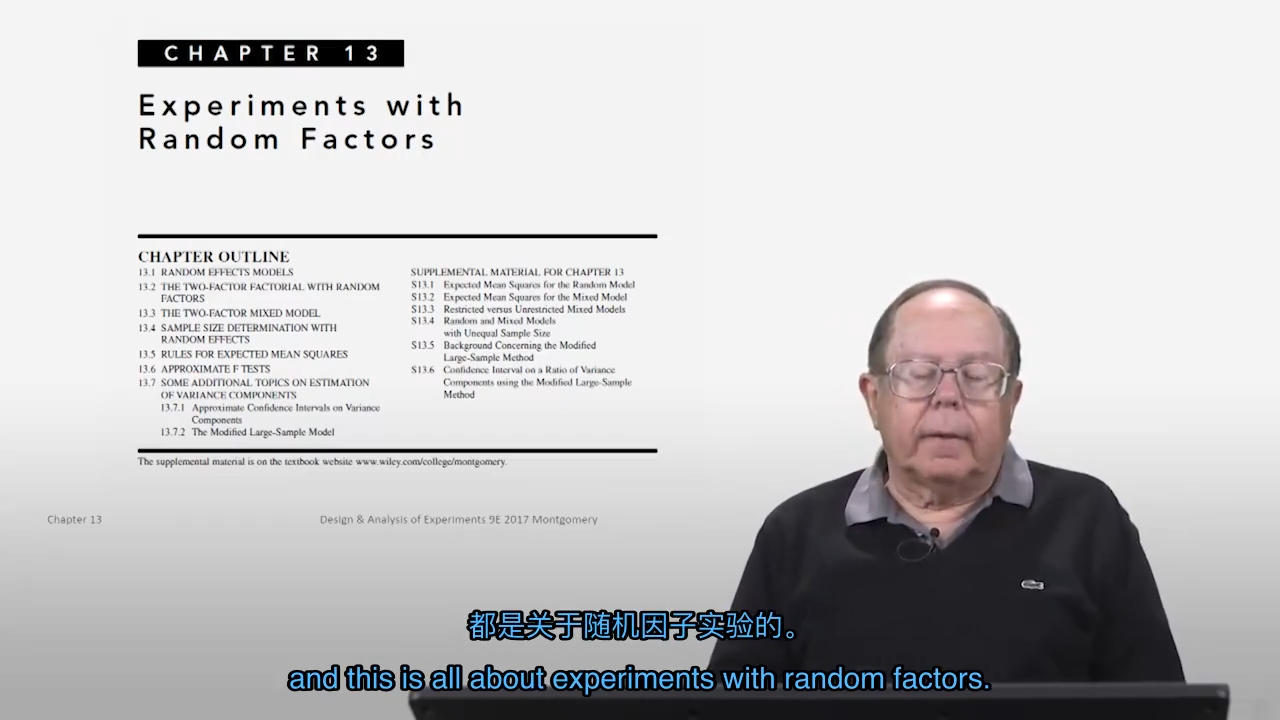 CHAPTER 13
Experiments with
Random Factors
CHAPTER OUTLINE
13.1 RANDOM EFFECTS MODELS
13.2 THE TWO-FACTOR FACTORIAL WITH RANDOM
FACTORS
13.3 THE TWO-FACTOR MIXED MODEL
13.4 SAMPLE SIZE DETERMINATION WITH
RANDOM EFFECTS
13.5 RULES FOR EXPECTED MEAN SQUARES
13.6 APPROXIMATE F TESTS
13.7 SOME ADDITIONAL TOPICS ON ESTIMATION
OF VARIANCE COMPONENTS
13.7.1 Approximate Confidence Intervals on Variance
Components
13.7.2 The Modified Large-Sample Model
SUPPLEMENTAL MATERIAL FOR CHAPTER 13
S13.1 Expected Mean Squares for the Random Model
S13.2 Expected Mean Squares for the Mixed Model
S13.3 Restricted versus Unrestricted Mixed Models
S13.4 Random and Mixed Models
with Unequal Sample Size
S13.5 Background Concerning the Modified
Large-Sample Method
S13.6 Confidence Interval on a Ratio of Variance
Components using the Modified Large-Sample
Method
The supplemental material is on the textbook website www.wiley.com/college/montgomery.
Chapter 13
Design & Analysis of Experiments 9E 2017 Montgomery
都是关于随机因子实验的。
and this is all about experiments with random factors.